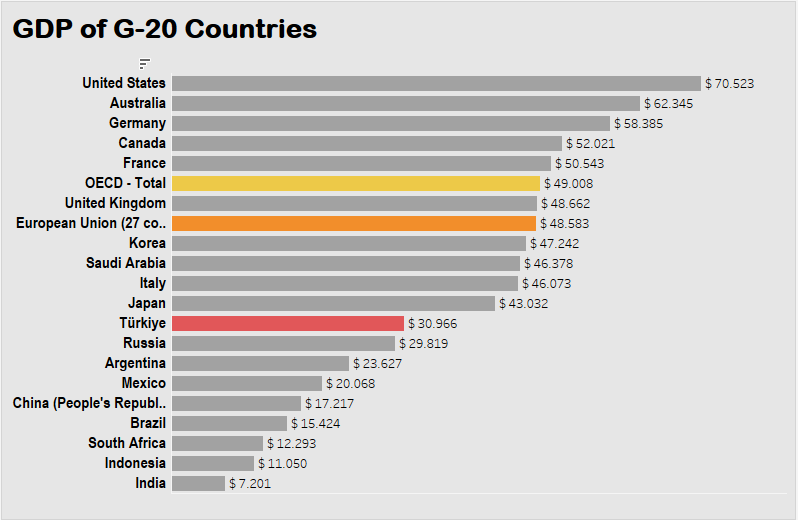 GDP of G-20 Countries
United States $ 70.523
Australia $ 62.345
Germany $ 58.385
Canada $ 52.021
France $ 50.543
OECD - Total $ 49.008
United Kingdom $ 48.662
European Union (27 co.. $ 48.583
Korea $ 47.242
Saudi Arabia $ 46.378
Italy $ 46.073
Japan $ 43.032
Türkiye $ 30.966
Russia $ 29.819
Argentina $ 23.627
Mexico $ 20.068
China (People's Republ.. $ 17.217
Brazil $ 15.424
South Africa $ 12.293
Indonesia $ 11.050
India $ 7.201